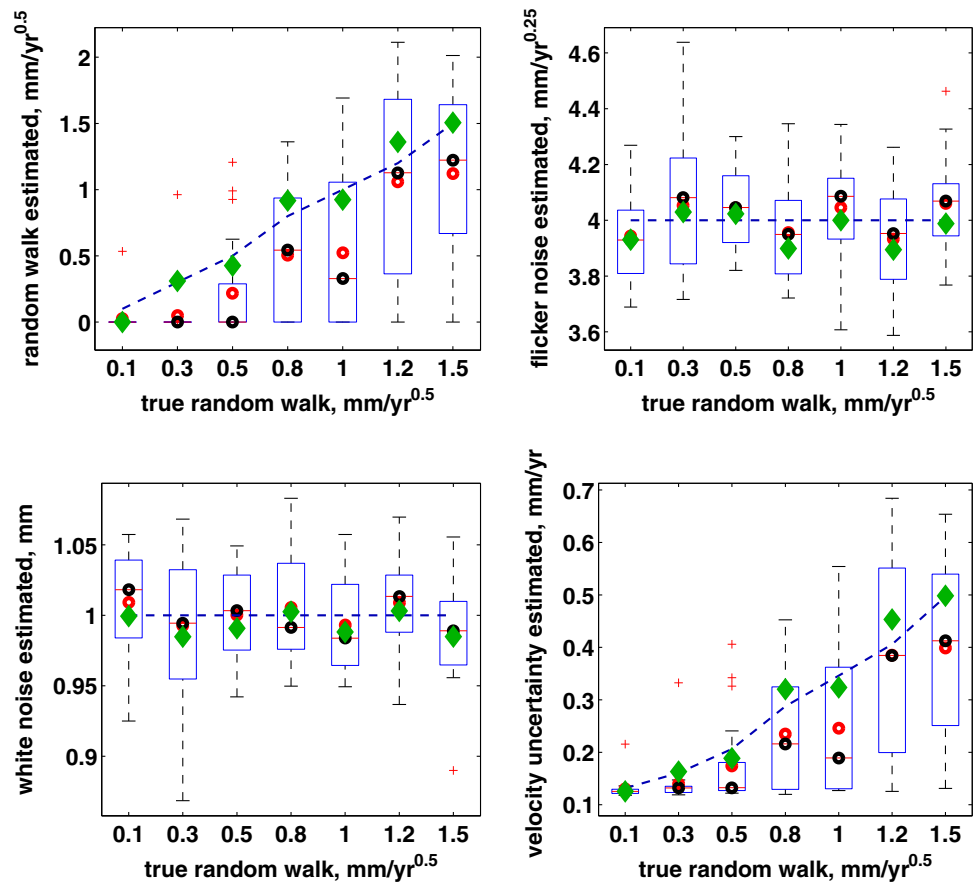 random walk estimated, mm/yr^0.5
2
1.5
1
0.5
0
0.1 0.3 0.5 0.8 1 1.2 1.5
true random walk, mm/yr^0.5
flicker noise estimated, mm/yr^0.25
4.6
4.4
4.2
4
3.8
3.6
0.1 0.3 0.5 0.8 1 1.2 1.5
true random walk, mm/yr^0.5
white noise estimated, mm
1.05
1
0.95
0.9
0.1 0.3 0.5 0.8 1 1.2 1.5
true random walk, mm/yr^0.5
velocity uncertainty estimated, mm/yr
0.7
0.6
0.5
0.4
0.3
0.2
0.1
0.1 0.3 0.5 0.8 1 1.2 1.5
true random walk, mm/yr^0.5